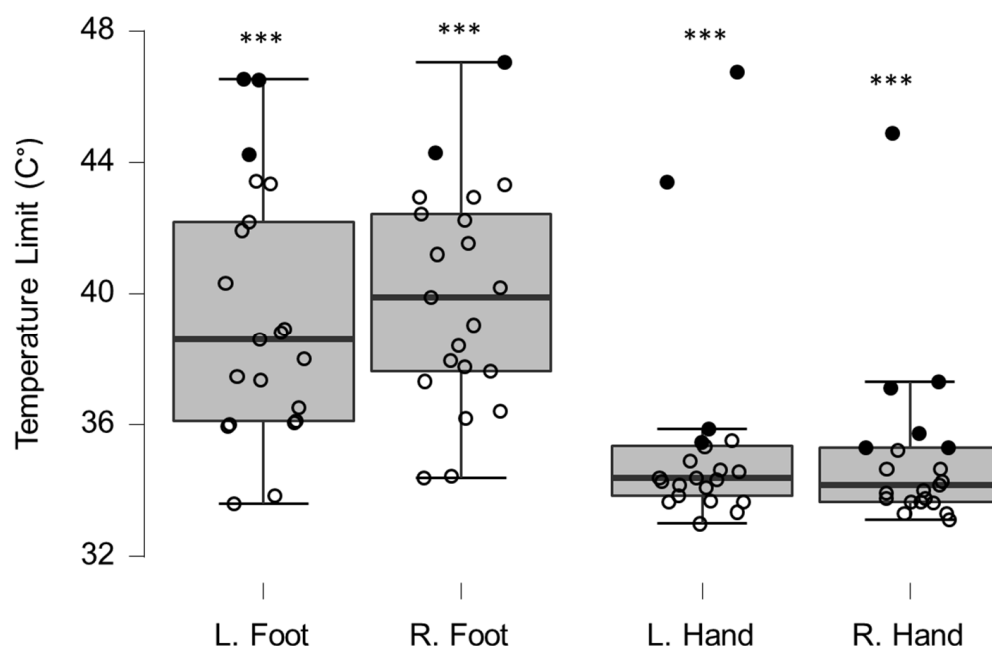 48
44
40
36
32
Temperature Limit (C°)
***
***
***
***
L. Foot
R. Foot
L. Hand
R. Hand